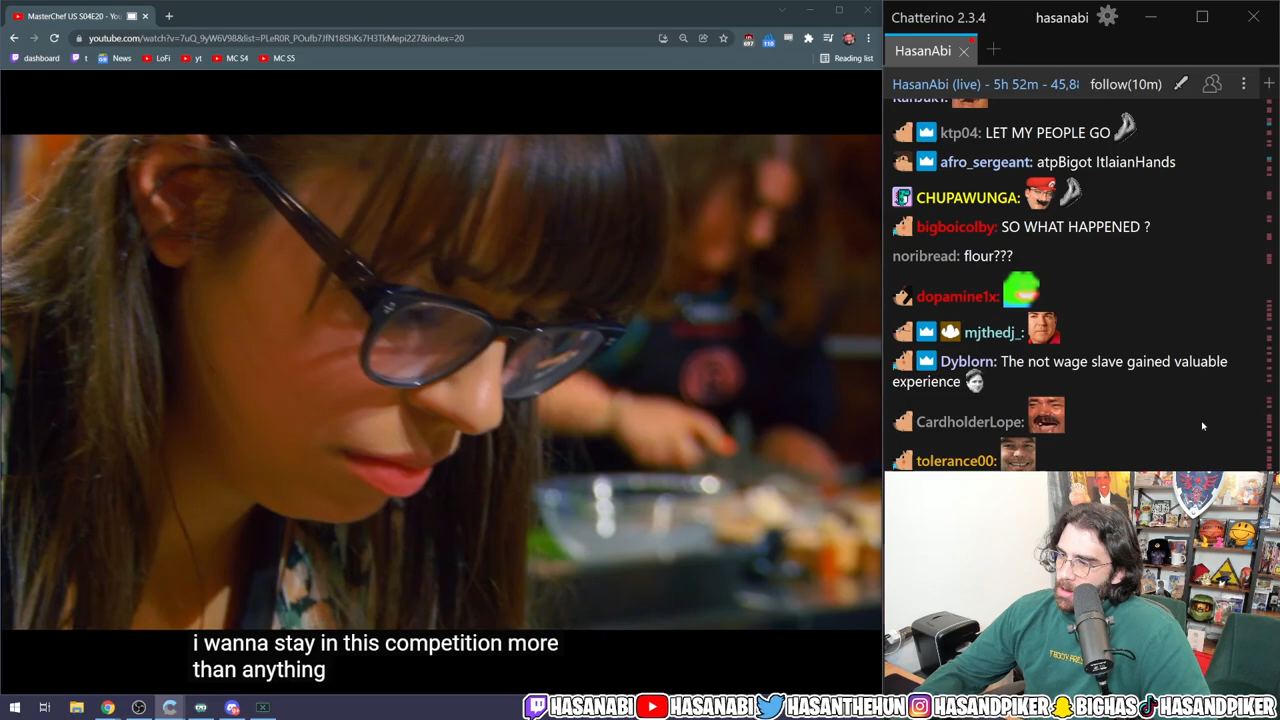 MasterChef US S04E20 - You
youtube.com/watch?v=7uQ_9yW6V98&list=PLeR0R_POufb7JfN18ShKs7H3TkMepi227&index=20
697
110
dashboard
t
News
LoFi
yt
MC S4
MC S5
Reading list
i wanna stay in this competition more
than anything
Chatterino 2.3.4
hasanabi
HasanAbi
HasanAbi (live) - 5h 52m - 45,8
follow(10m)
ktp04: LET MY PEOPLE GO
afro_sergeant: atpBigot ItlaianHands
CHUPAWUNGA:
bigboicolby: SO WHAT HAPPENED ?
noribread: flour???
dopamine1x:
mjthedj_:
Dyblorn: The not wage slave gained valuable
experience
CardholderLope:
tolerance00:
HASANABI
HASANABI
HASANTHEHUN
HASANDPIKER
BIGHAS
HASANDPIKER